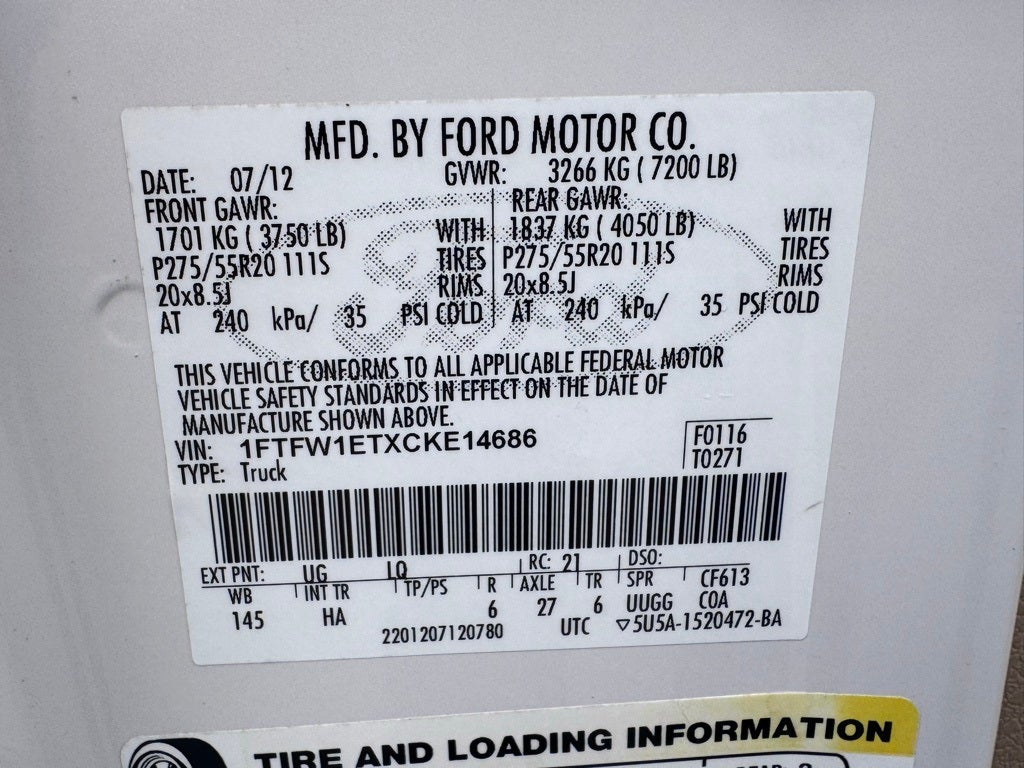 MFD. BY FORD MOTOR CO.
DATE: 07/12 GVWR: 3266 KG ( 7200 LB)
FRONT GAWR: REAR GAWR:
1701 KG ( 3750 LB) WITH 1837 KG ( 4050 LB) WITH
P275/55R20 111S TIRES P275/55R20 111S TIRES
20x8.5J RIMS 20x8.5J RIMS
AT 240 kPa/ 35 PSI COLD AT 240 kPa/ 35 PSI COLD
THIS VEHICLE CONFORMS TO ALL APPLICABLE FEDERAL MOTOR
VEHICLE SAFETY STANDARDS IN EFFECT ON THE DATE OF
MANUFACTURE SHOWN ABOVE.
VIN: 1FTFW1ETXCKE14686 F0116
TYPE: Truck T0271
EXT PNT: UG LQ RC: 21 DSO:
WB INT TR TP/PS R AXLE TR SPR CF613
145 HA 6 27 6 UUGG COA
2201207120780 UTC ▽5U5A-1520472-BA
TIRE AND LOADING INFORMATION